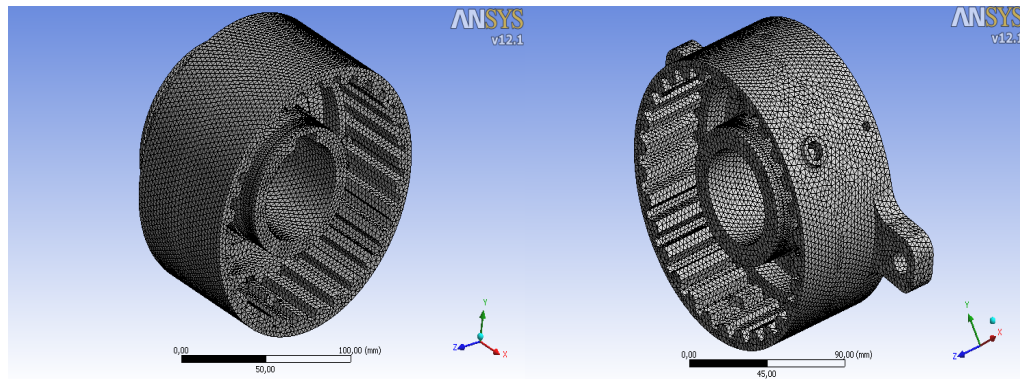 ANSYS
v12.1
Y
Z
X
0,00
100,00 (mm)
50,00
ANSYS
v12.1
Y
Z
X
0,00
90,00 (mm)
45,00